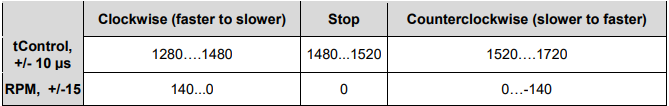 Clockwise (faster to slower) Stop Counterclockwise (slower to faster)
tControl, +/- 10 µs 1280….1480 1480...1520 1520….1720
RPM, +/-15 140...0 0 0…-140